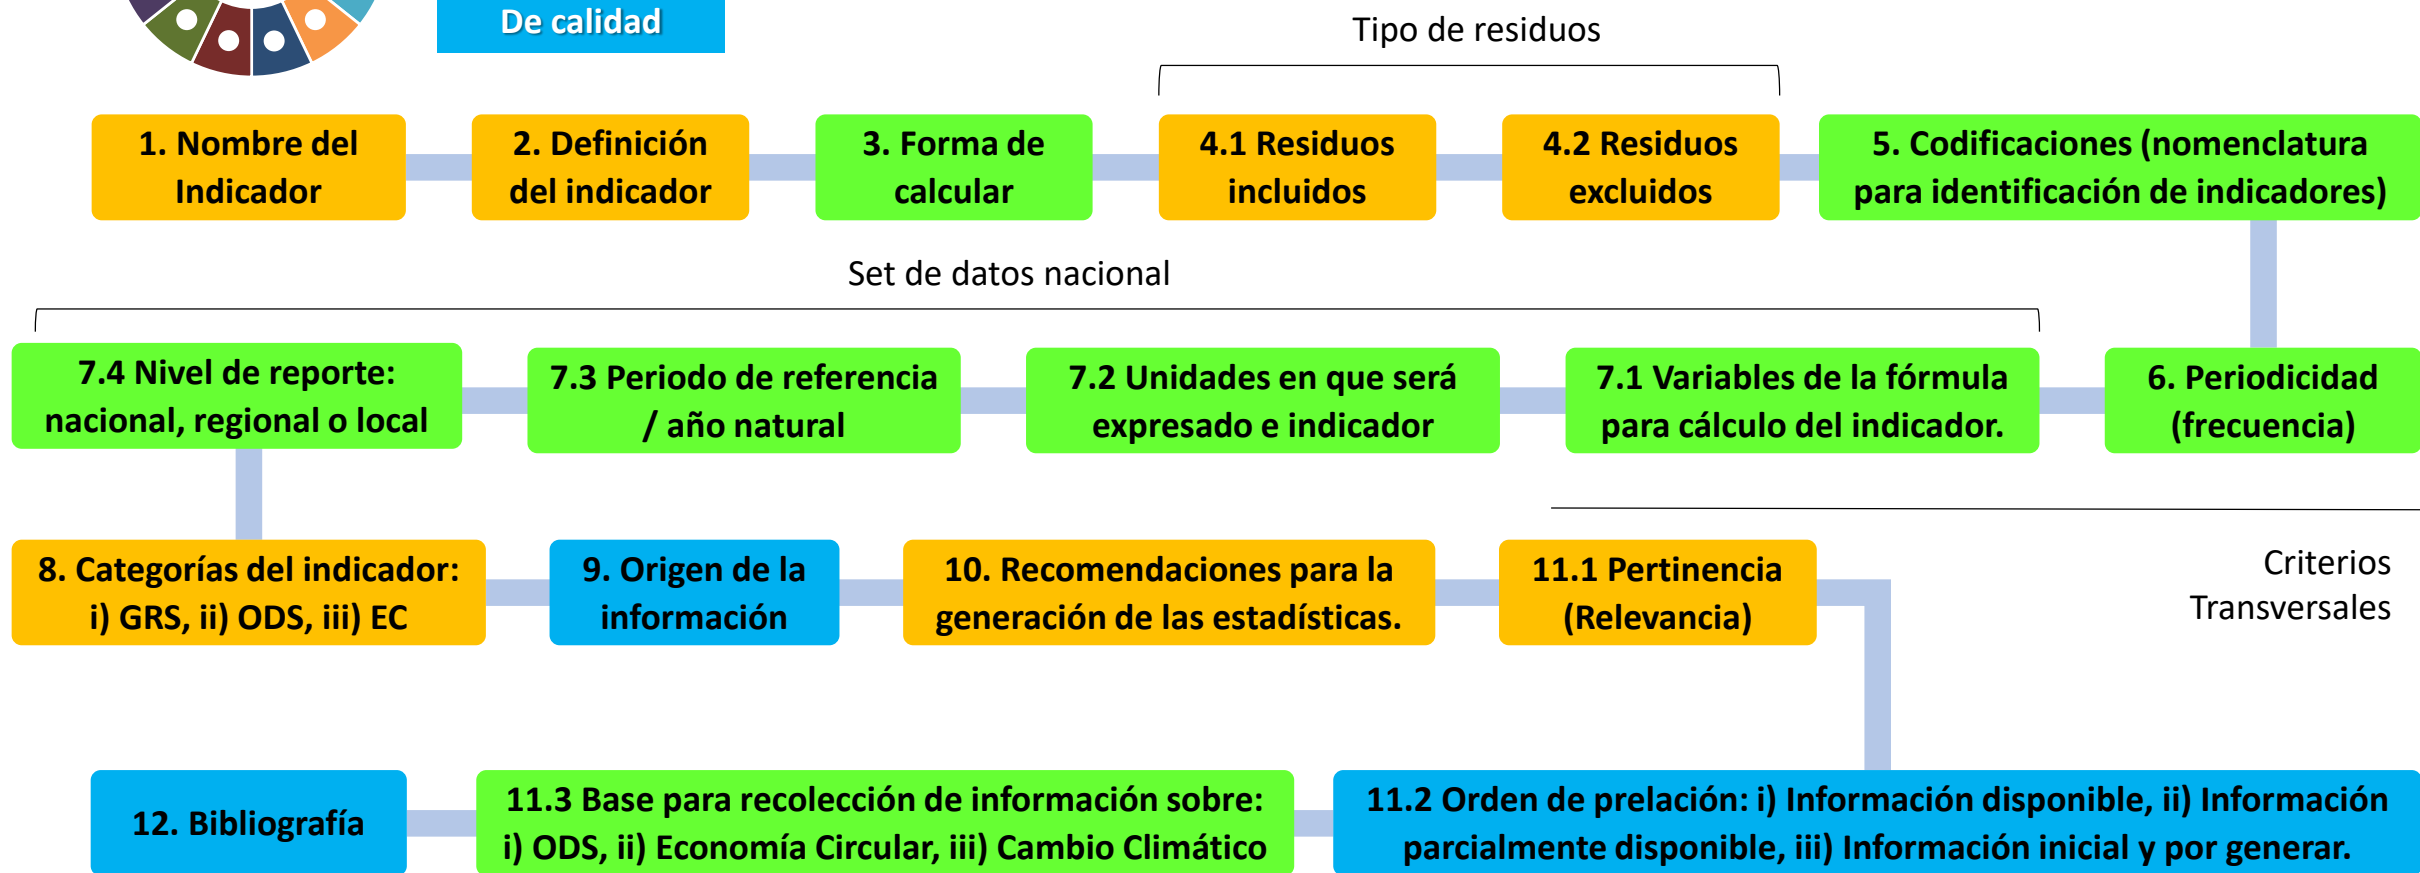 De calidad
Tipo de residuos
1. Nombre del
Indicador
2. Definición
del indicador
3. Forma de
calcular
4.1 Residuos
incluidos
4.2 Residuos
excluidos
5. Codificaciones (nomenclatura
para identificación de indicadores)
Set de datos nacional
7.4 Nivel de reporte:
nacional, regional o local
7.3 Periodo de referencia
/ año natural
7.2 Unidades en que será
expresado e indicador
7.1 Variables de la fórmula
para cálculo del indicador.
6. Periodicidad
(frecuencia)
8. Categorías del indicador:
i) GRS, ii) ODS, iii) EC
9. Origen de la
información
10. Recomendaciones para la
generación de las estadísticas.
11.1 Pertinencia
(Relevancia)
Criterios
Transversales
12. Bibliografía
11.3 Base para recolección de información sobre:
i) ODS, ii) Economía Circular, iii) Cambio Climático
11.2 Orden de prelación: i) Información disponible, ii) Información
parcialmente disponible, iii) Información inicial y por generar.